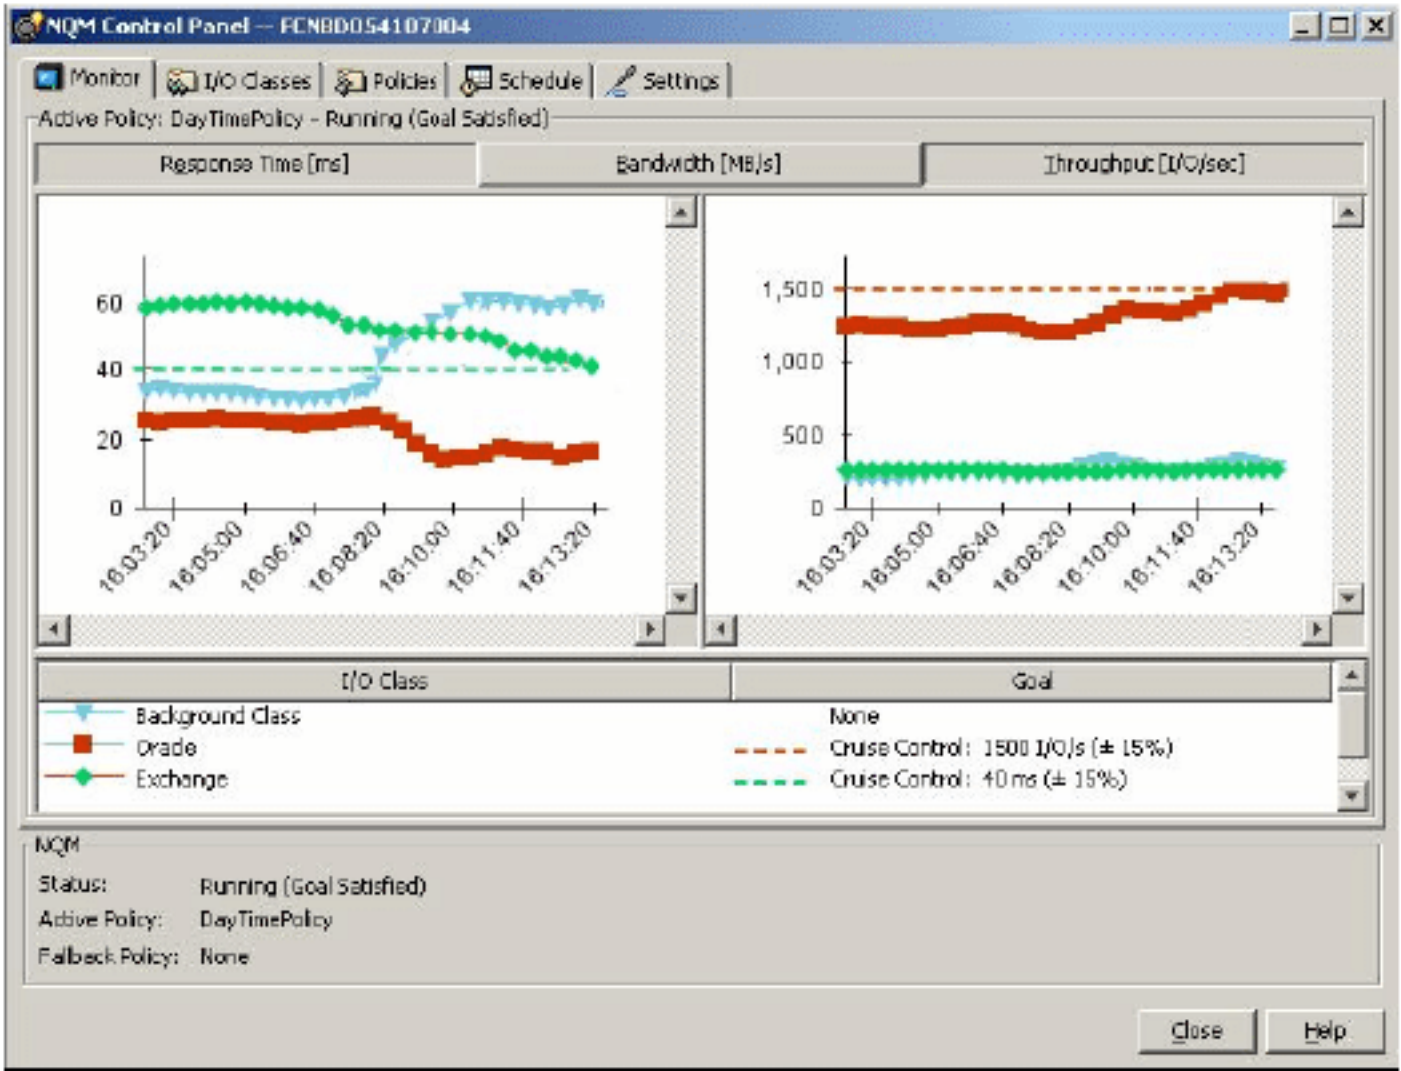 NQM Control Panel — FCNBD054107004
Monitor I/O Classes Policies Schedule Settings
Active Policy: DayTimePolicy - Running (Goal Satisfied)
Response Time [ms] Bandwidth [MB/s] Throughput [I/O/sec]
60
40
20
0
16:03:20 16:05:00 16:06:40 16:08:20 16:10:00 16:11:40 16:13:20
1,500
1,000
500
0
16:03:20 16:05:00 16:06:40 16:08:20 16:10:00 16:11:40 16:13:20
I/O Class Goal
Background Class None
Oracle Cruise Control: 1500 I/O/s (± 15%)
Exchange Cruise Control: 40 ms (± 15%)
NQM
Status: Running (Goal Satisfied)
Active Policy: DayTimePolicy
Fallback Policy: None
Close Help